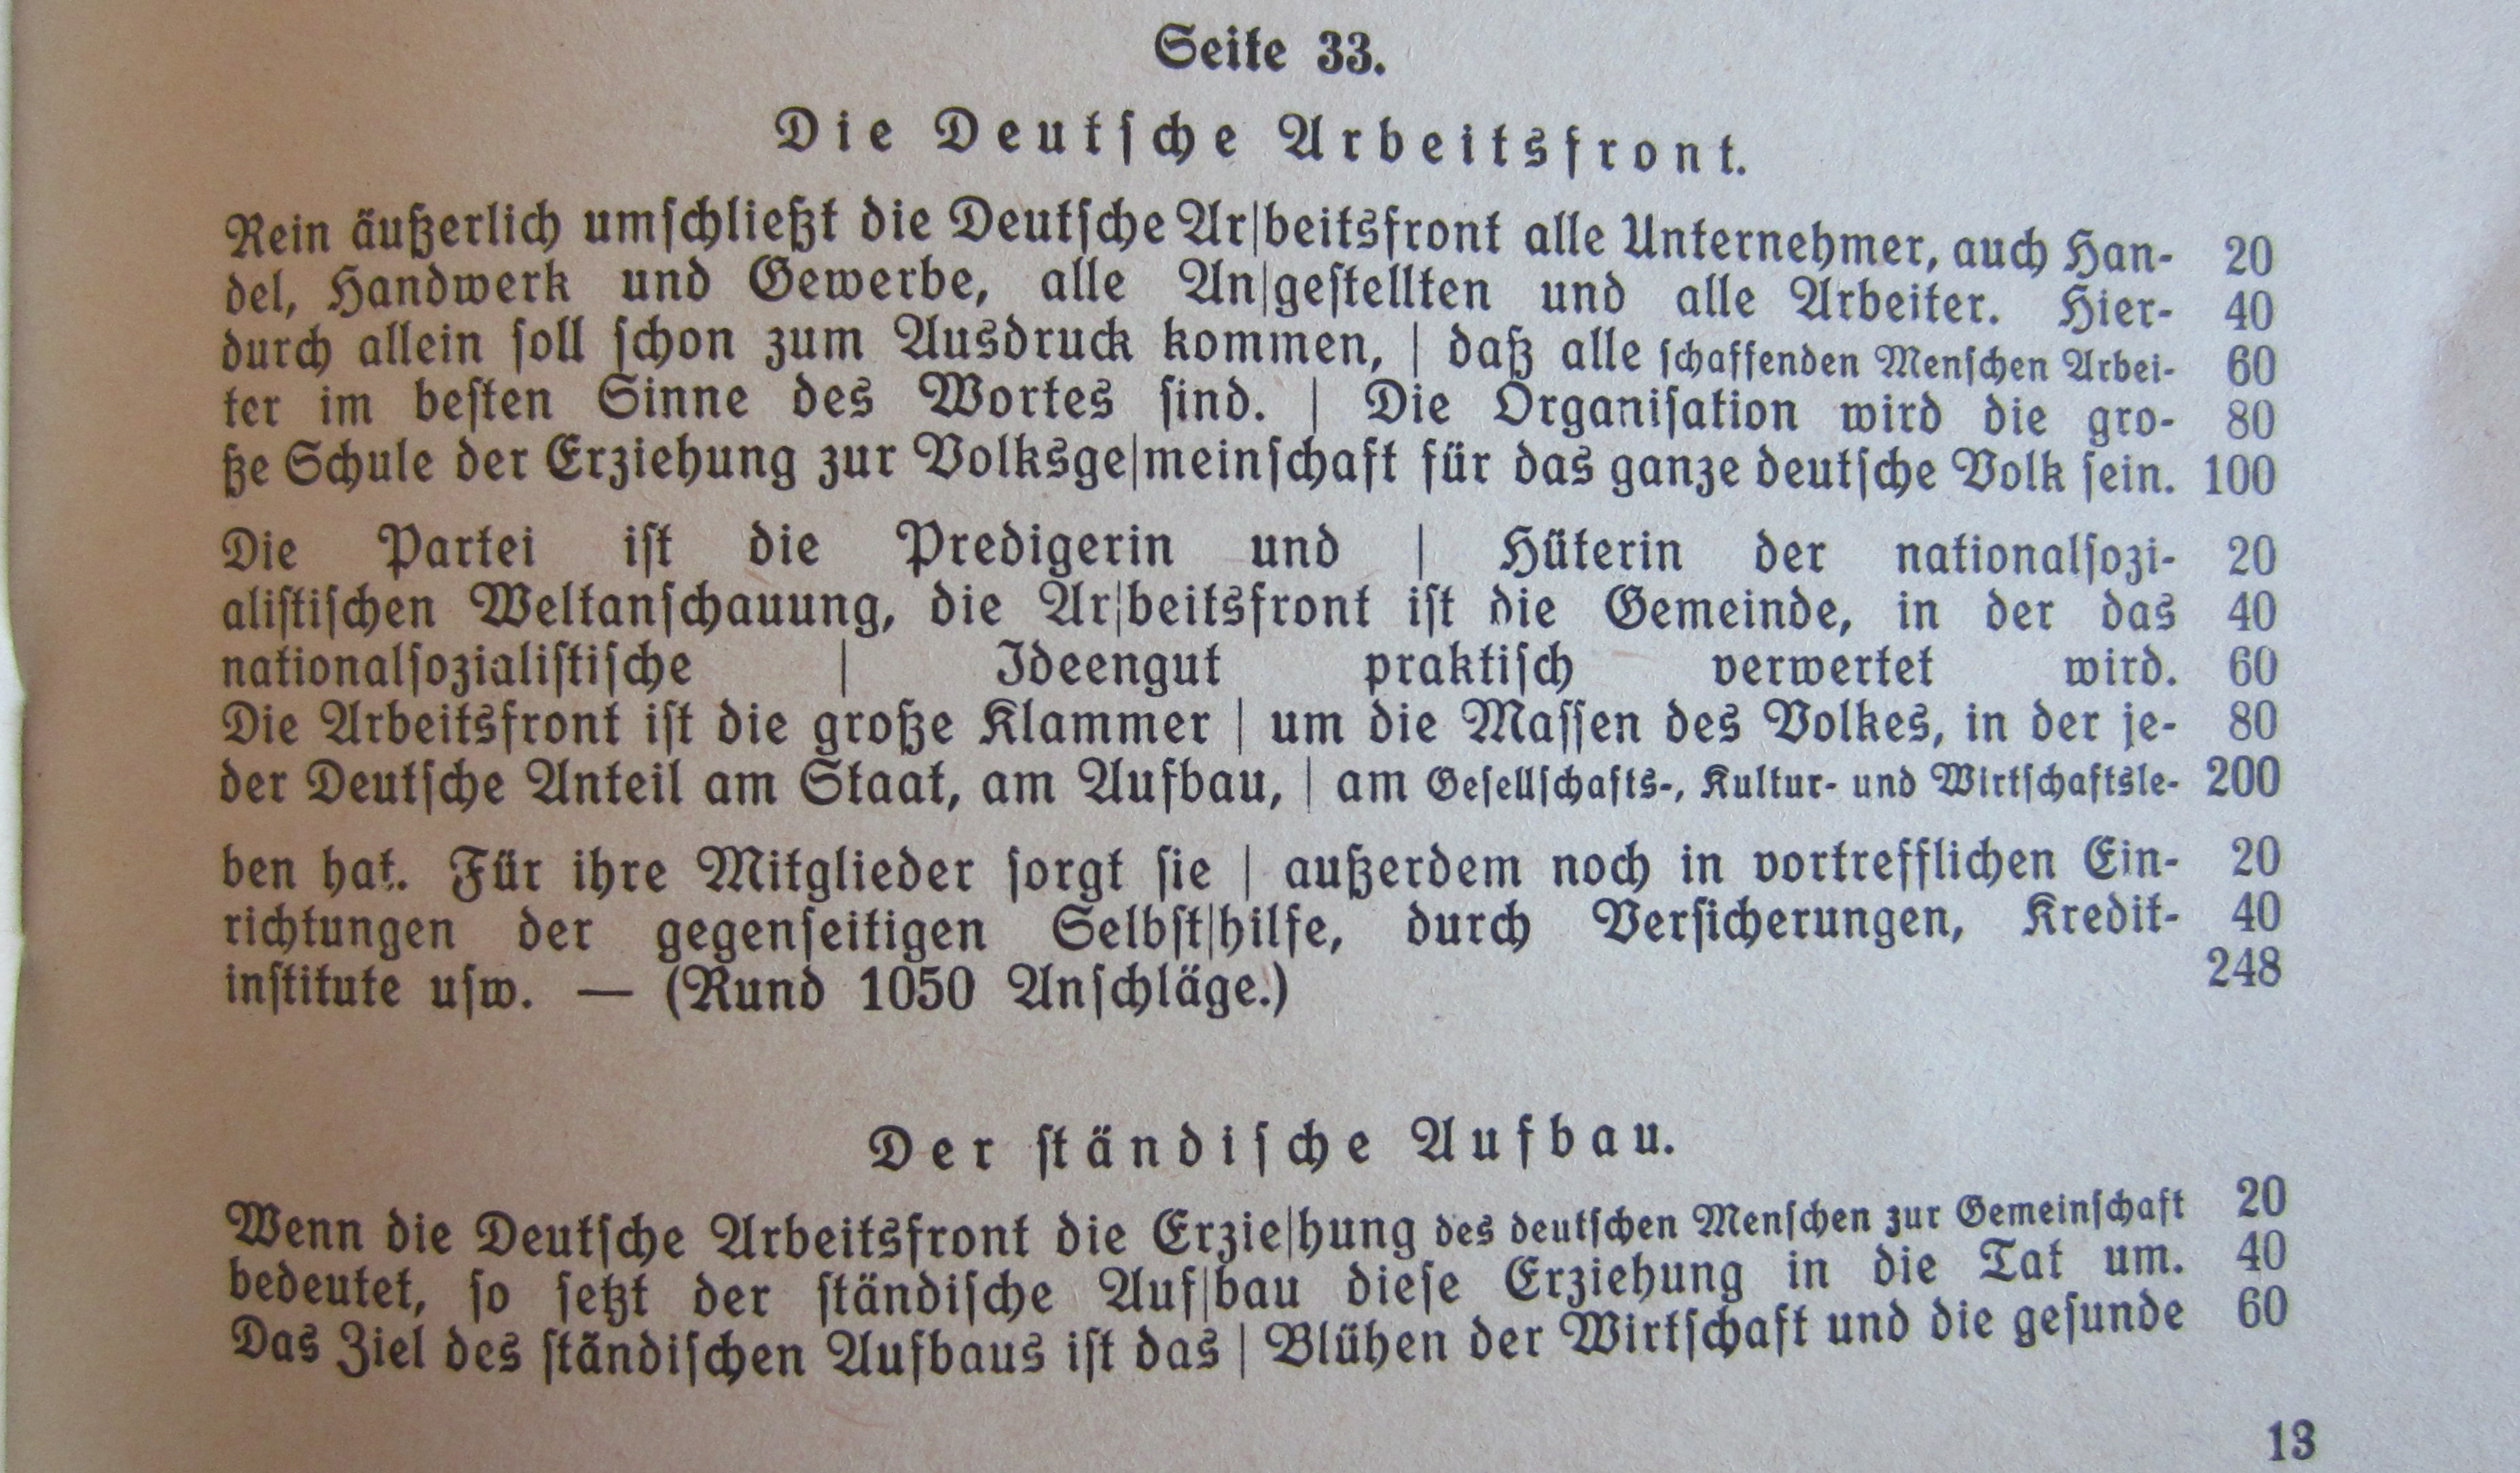 Seite 33.
Die Deutsche Arbeitsfront.
Rein äußerlich umschließt die Deutsche Ar|beitsfront alle Unternehmer, auch Han- 20
del, Handwerk und Gewerbe, alle An|gestellten und alle Arbeiter. Hier- 40
durch allein soll schon zum Ausdruck kommen, | daß alle schaffenden Menschen Arbei- 60
ter im besten Sinne des Wortes sind. | Die Organisation wird die gro- 80
ße Schule der Erziehung zur Volksge|meinschaft für das ganze deutsche Volk sein. 100
Die Partei ist die Predigerin und | Hüterin der nationalsozi- 20
alistischen Weltanschauung, die Ar|beitsfront ist die Gemeinde, in der das 40
nationalsozialistische | Ideengut praktisch verwertet wird. 60
Die Arbeitsfront ist die große Klammer | um die Massen des Volkes, in der je- 80
der Deutsche Anteil am Staat, am Aufbau, | am Gesellschafts-, Kultur- und Wirtschaftsle- 200
ben hat. Für ihre Mitglieder sorgt sie | außerdem noch in vortrefflichen Ein- 20
richtungen der gegenseitigen Selbst|hilfe, durch Versicherungen, Kredit- 40
institute usw. — (Rund 1050 Anschläge.) 248
Der ständische Aufbau.
Wenn die Deutsche Arbeitsfront die Erzie|hung des deutschen Menschen zur Gemeinschaft 20
bedeutet, so setzt der ständische Auf|bau diese Erziehung in die Tat um. 40
Das Ziel des ständischen Aufbaus ist das | Blühen der Wirtschaft und die gesunde 60
13